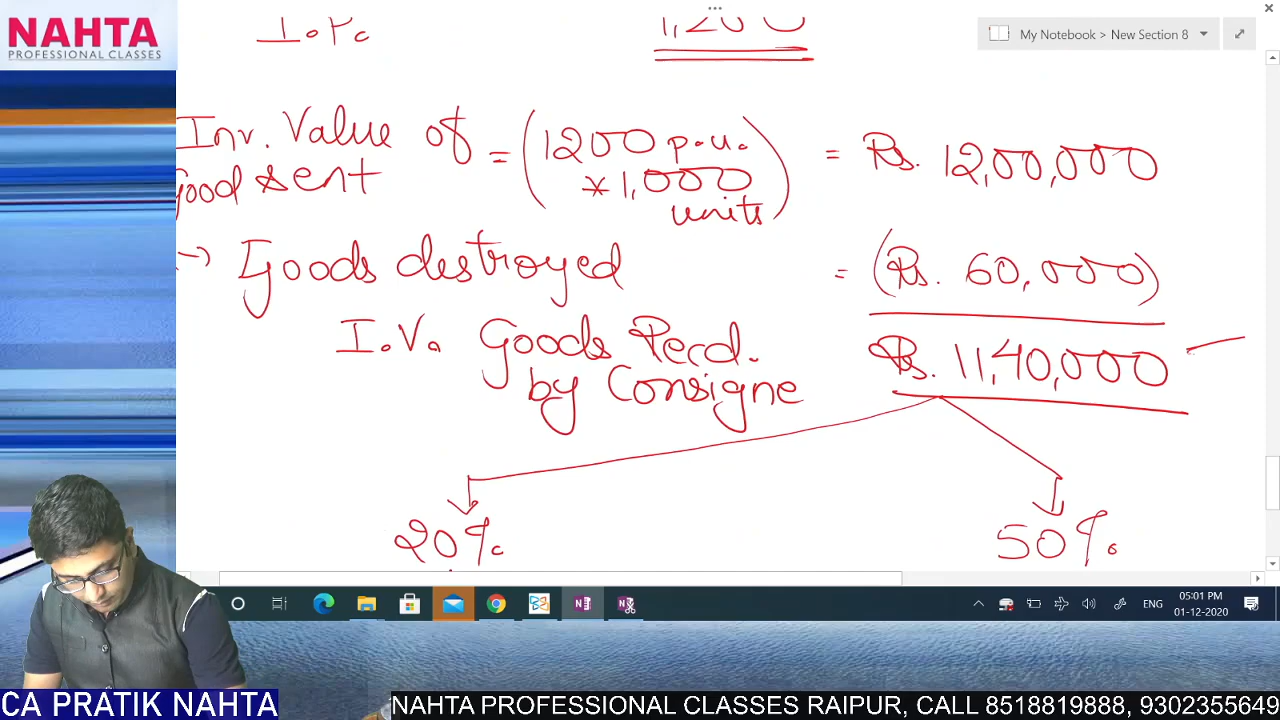 NAHTA
PROFESSIONAL CLASSES
My Notebook > New Section 8
I.P.
1,200
Inv. Value of
Good sent
= (1200 p.u.
*1,000
units)
= Rs. 12,00,000
→ Goods destroyed = (Rs. 60,000)
I.V. Goods Recd.
by Consigne
Rs. 11,40,000
20%
50%
ENG
05:01 PM
01-12-2020
CA PRATIK NAHTA
NAHTA PROFESSIONAL CLASSES RAIPUR, CALL 8518819888, 9302355649